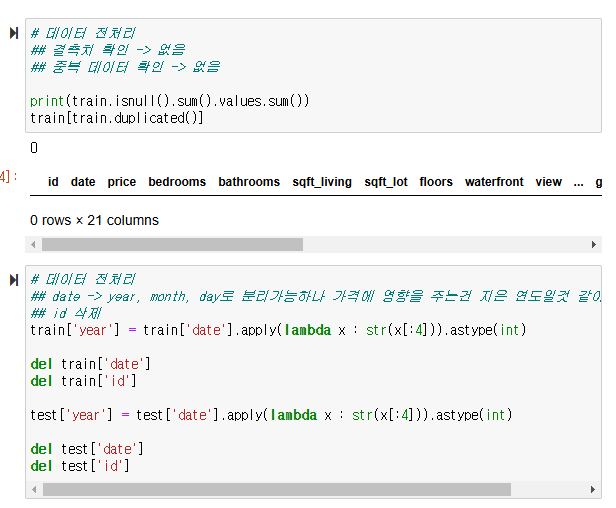 # 데이터 전처리
## 결측치 확인 -> 없음
## 중복 데이터 확인 -> 없음
print(train.isnull().sum().values.sum())
train[train.duplicated()]
0
4]:
id date price bedrooms bathrooms sqft_living sqft_lot floors waterfront view ... g
0 rows × 21 columns
# 데이터 전처리
## date -> year, month, day로 분리가능하나 가격에 영향을 주는건 지은 연도일것 같아
## id 삭제
train['year'] = train['date'].apply(lambda x : str(x[:4])).astype(int)
del train['date']
del train['id']
test['year'] = test['date'].apply(lambda x : str(x[:4])).astype(int)
del test['date']
del test['id']